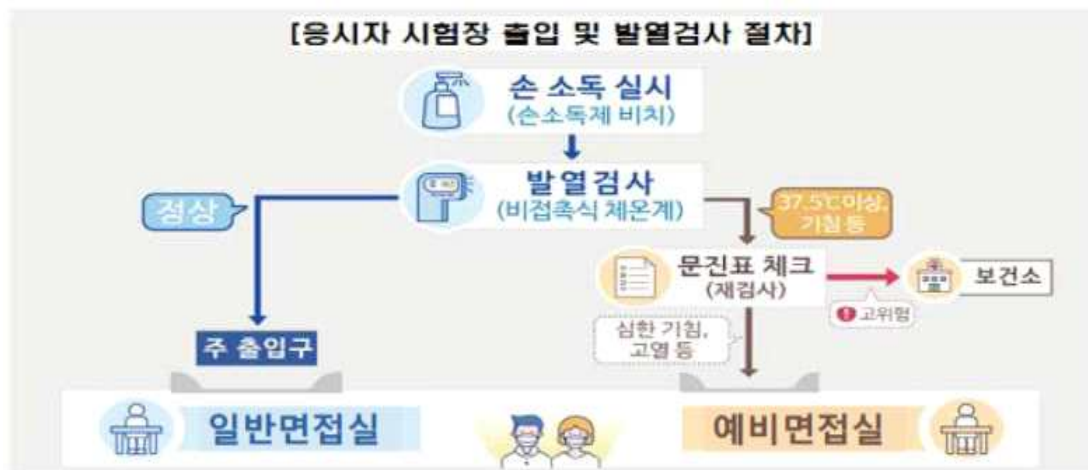 [응시자 시험장 출입 및 발열검사 절차]
손 소독 실시
(손소독제 비치)
발열검사
(비접촉식 체온계)
정상
37.5℃이상,
기침 등
문진표 체크
(재검사)
보건소
고위험
심한 기침,
고열 등
주 출입구
일반면접실
예비면접실